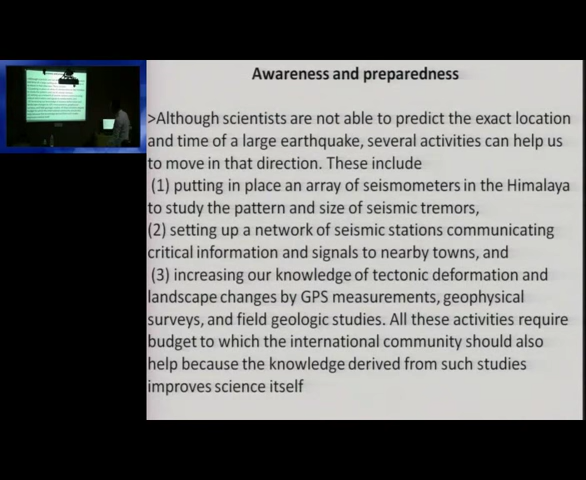 Awareness and preparedness
>Although scientists are not able to predict the exact location
and time of a large earthquake, several activities can help us
to move in that direction. These include
(1) putting in place an array of seismometers in the Himalaya
to study the pattern and size of seismic tremors,
(2) setting up a network of seismic stations communicating
critical information and signals to nearby towns, and
(3) increasing our knowledge of tectonic deformation and
landscape changes by GPS measurements, geophysical
surveys, and field geologic studies. All these activities require
budget to which the international community should also
help because the knowledge derived from such studies
improves science itself